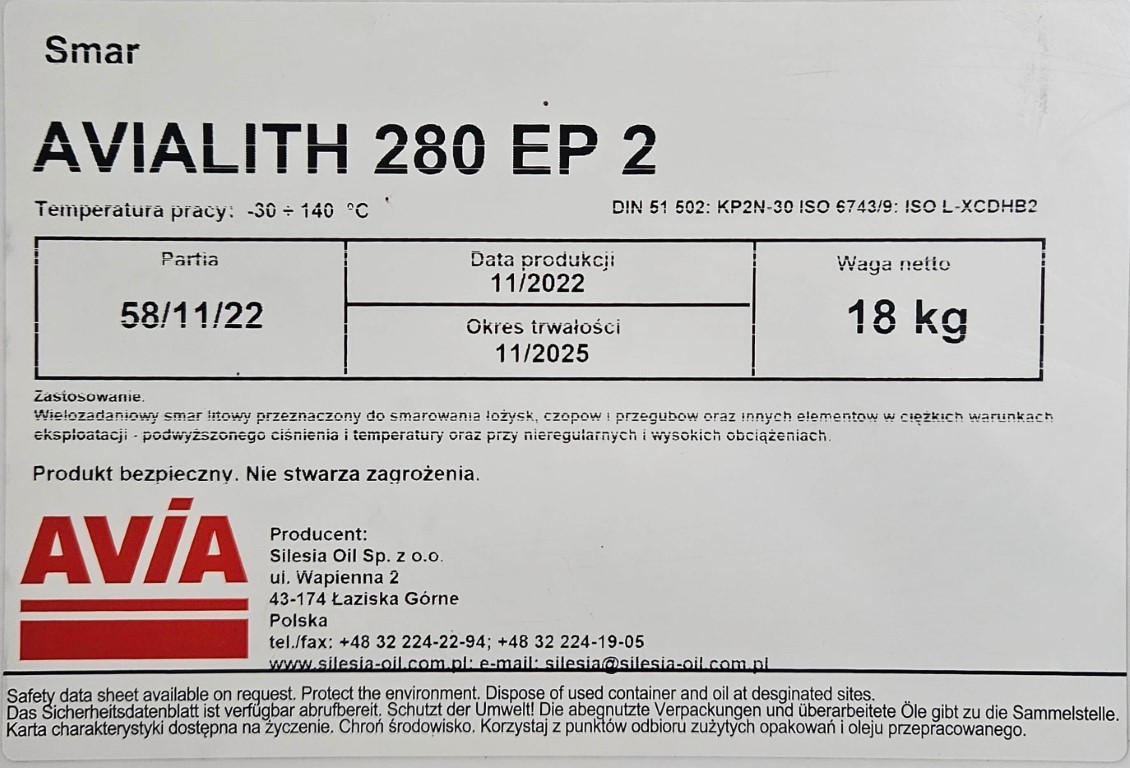 Smar
AVIALITH 280 EP 2
Temperatura pracy: -30 ÷ 140 °C
DIN 51 502: KP2N-30 ISO 6743/9: ISO L-XCDHB2
Partia
58/11/22
Data produkcji
11/2022
Okres trwałości
11/2025
Waga netto
18 kg
Zastosowanie.
Wielozadaniowy smar litowy przeznaczony do smarowania łożysk, czopów i przegubów oraz innych elementów w ciężkich warunkach
eksploatacji - podwyższonego ciśnienia i temperatury oraz przy nieregularnych i wysokich obciążeniach.
Produkt bezpieczny. Nie stwarza zagrożenia.
AVIA
Producent:
Silesia Oil Sp. z o.o.
ul. Wapienna 2
43-174 Łaziska Górne
Polska
tel./fax: +48 32 224-22-94; +48 32 224-19-05
www.silesia-oil.com.pl; e-mail: silesia@silesia-oil.com.pl
Safety data sheet available on request. Protect the environment. Dispose of used container and oil at desginated sites.
Das Sicherheitsdatenblatt ist verfügbar abrufbereit. Schutzt der Umwelt! Die abegnutzte Verpackungen und überarbeitete Öle gibt zu die Sammelstelle.
Karta charakterystyki dostępna na życzenie. Chroń środowisko. Korzystaj z punktów odbioru zużytych opakowań i oleju przepracowanego.